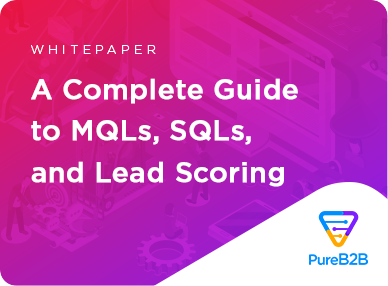 WHITEPAPER
A Complete Guide
to MQLs, SQLs,
and Lead Scoring
PureB2B